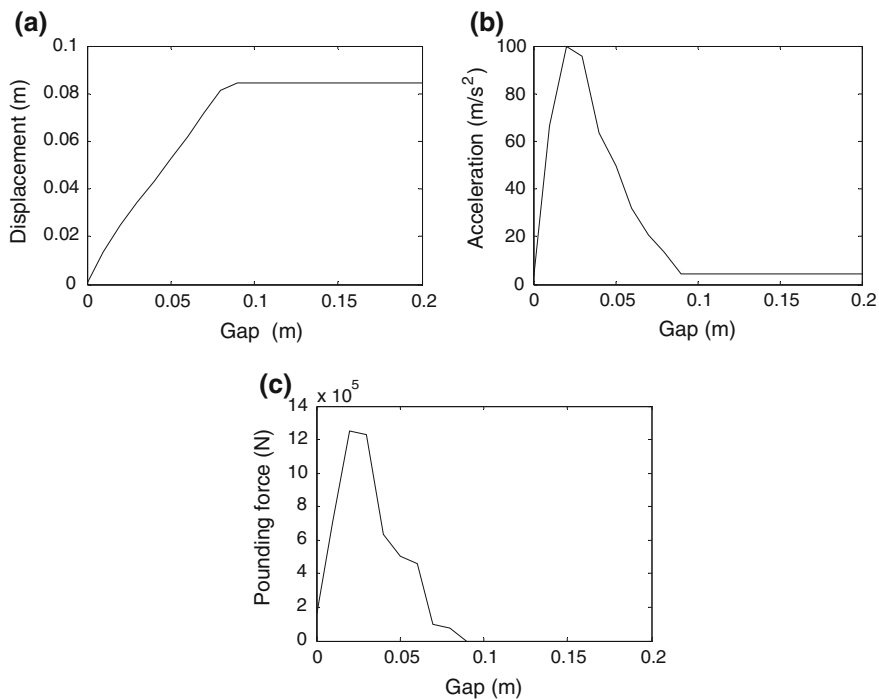 (a)
0.1
0.08
0.06
0.04
0.02
0
Displacement (m)
0 0.05 0.1 0.15 0.2
Gap (m)
(b)
100
80
60
40
20
0
Acceleration (m/s²)
0 0.05 0.1 0.15 0.2
Gap (m)
(c)
x 10⁵
14
12
10
8
6
4
2
0
Pounding force (N)
0 0.05 0.1 0.15 0.2
Gap (m)